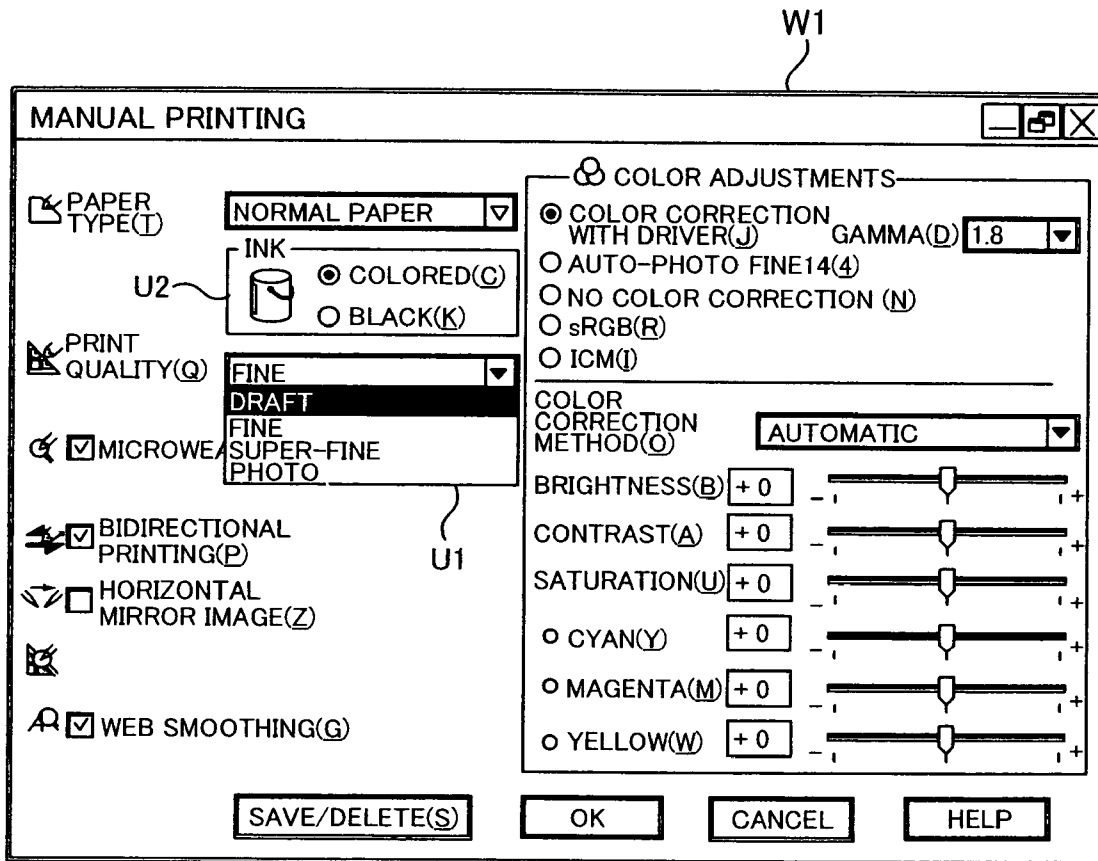 W1
MANUAL PRINTING
PAPER
TYPE(T)
NORMAL PAPER
INK
COLORED(C)
BLACK(K)
U2
PRINT
QUALITY(Q)
FINE
DRAFT
FINE
SUPER-FINE
PHOTO
MICROWEA
U1
BIDIRECTIONAL
PRINTING(P)
HORIZONTAL
MIRROR IMAGE(Z)
WEB SMOOTHING(G)
COLOR ADJUSTMENTS
COLOR CORRECTION
WITH DRIVER(J)
GAMMA(D) 1.8
AUTO-PHOTO FINE14(4)
NO COLOR CORRECTION (N)
sRGB(R)
ICM(I)
COLOR
CORRECTION
METHOD(O)
AUTOMATIC
BRIGHTNESS(B) +0 - +
CONTRAST(A) +0 - +
SATURATION(U) +0 - +
CYAN(Y) +0 - +
MAGENTA(M) +0 - +
YELLOW(W) +0 - +
SAVE/DELETE(S) OK CANCEL HELP